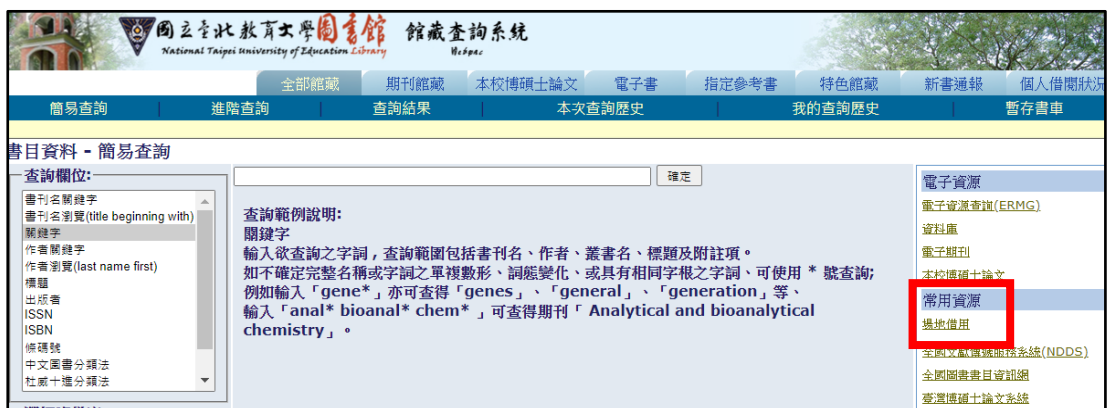 國立臺北教育大學圖書館 館藏查詢系統
National Taipei University of Education Library Webpac
全部館藏 期刊館藏 本校博碩士論文 電子書 指定參考書 特色館藏 新書通報 個人借閱狀況
簡易查詢 進階查詢 查詢結果 本次查詢歷史 我的查詢歷史 暫存書車
書目資料 - 簡易查詢
查詢欄位:
書刊名關鍵字
書刊名瀏覽(title beginning with)
關鍵字
作者關鍵字
作者瀏覽(last name first)
標題
出版者
ISSN
ISBN
條碼號
中文圖書分類法
杜威十進分類法
確定
查詢範例說明:
關鍵字
輸入欲查詢之字詞，查詢範圍包括書刊名、作者、叢書名、標題及附註項。
如不確定完整名稱或字詞之單複數形、詞態變化、或具有相同字根之字詞、可使用 * 號查詢;
例如輸入「gene*」亦可查得「genes」、「general」、「generation」等、
輸入「anal* bioanal* chem* 」可查得期刊「 Analytical and bioanalytical
chemistry」。
電子資源
電子資源查詢(ERMG)
資料庫
電子期刊
本校博碩士論文
常用資源
場地借用
全國文獻傳遞服務系統(NDDS)
全國圖書書目資訊網
臺灣博碩士論文系統